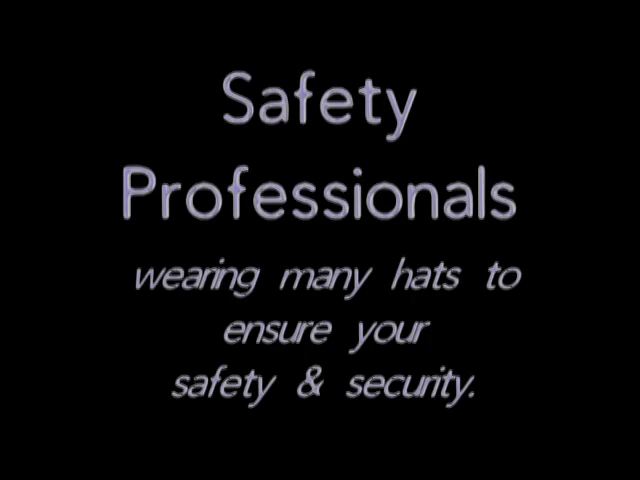 Safety
Professionals
wearing many hats to
ensure your
safety & security.